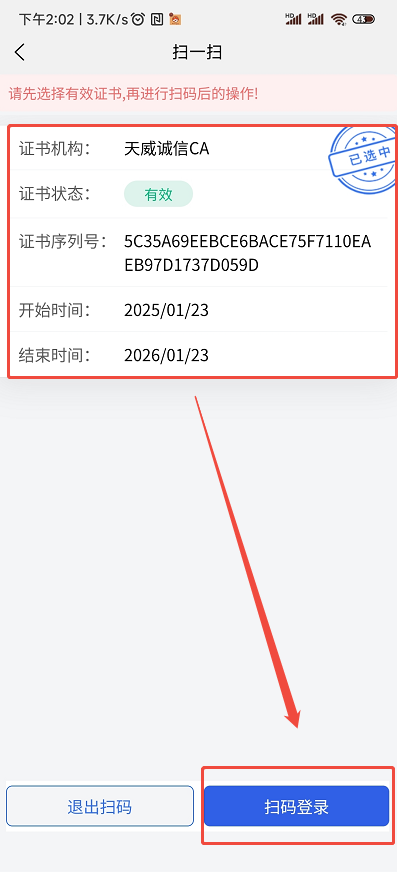 下午2:02 | 3.7K/s
扫一扫
请先选择有效证书,再进行扫码后的操作!
证书机构： 天威诚信CA
已选中
证书状态： 有效
证书序列号： 5C35A69EEBCE6BACE75F7110EA
EB97D1737D059D
开始时间： 2025/01/23
结束时间： 2026/01/23
退出扫码 扫码登录